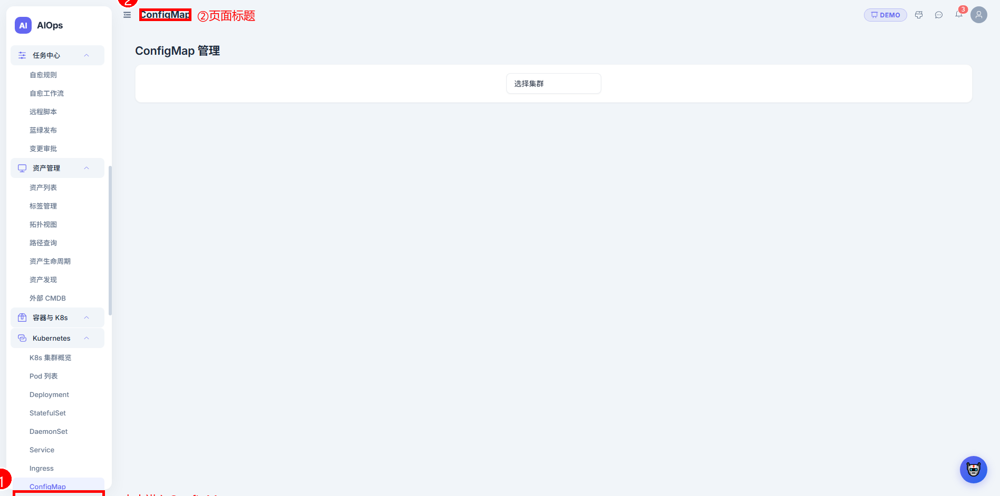 AI AIOps
任务中心
自愈规则
自愈工作流
远程脚本
蓝绿发布
变更审批
资产管理
资产列表
标签管理
拓扑视图
路径查询
资产生命周期
资产发现
外部 CMDB
容器与 K8s
Kubernetes
K8s 集群概览
Pod 列表
Deployment
StatefulSet
DaemonSet
Service
Ingress
1
ConfigMap
2
ConfigMap ②页面标题
DEMO
3
ConfigMap 管理
选择集群